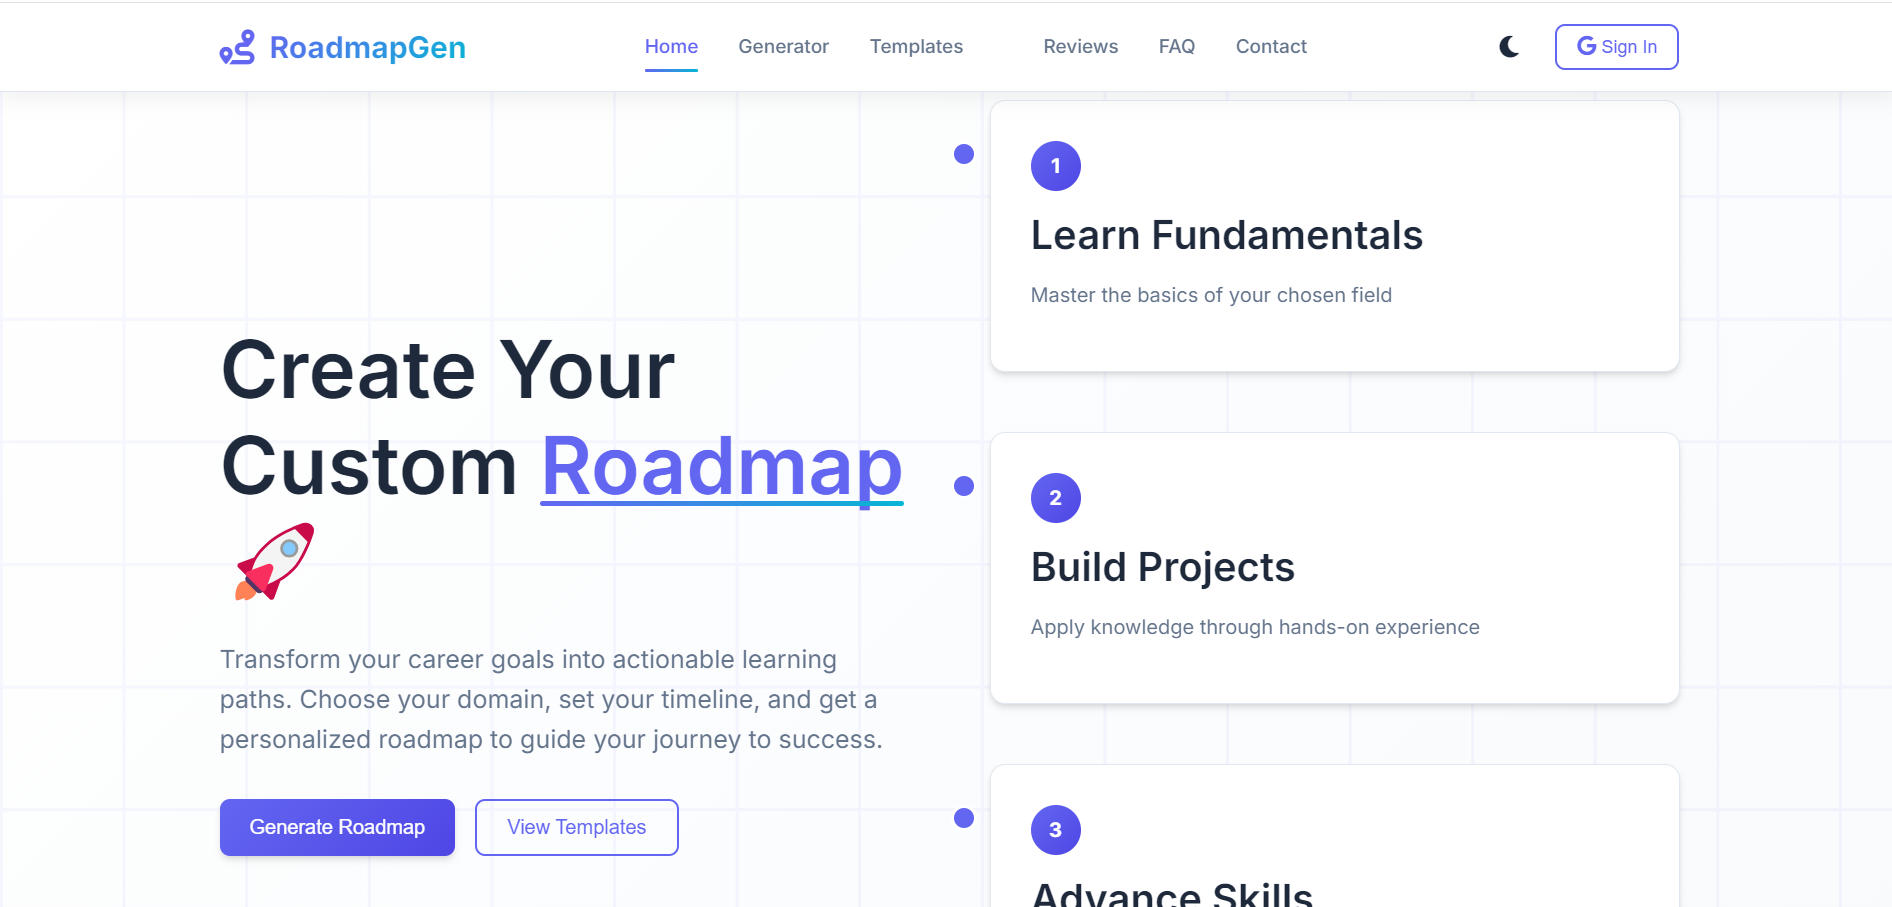 RoadmapGen
Home
Generator
Templates
Reviews
FAQ
Contact
Sign In
Create Your
Custom Roadmap
Transform your career goals into actionable learning
paths. Choose your domain, set your timeline, and get a
personalized roadmap to guide your journey to success.
Generate Roadmap
View Templates
1
Learn Fundamentals
Master the basics of your chosen field
2
Build Projects
Apply knowledge through hands-on experience
3
Advance Skills